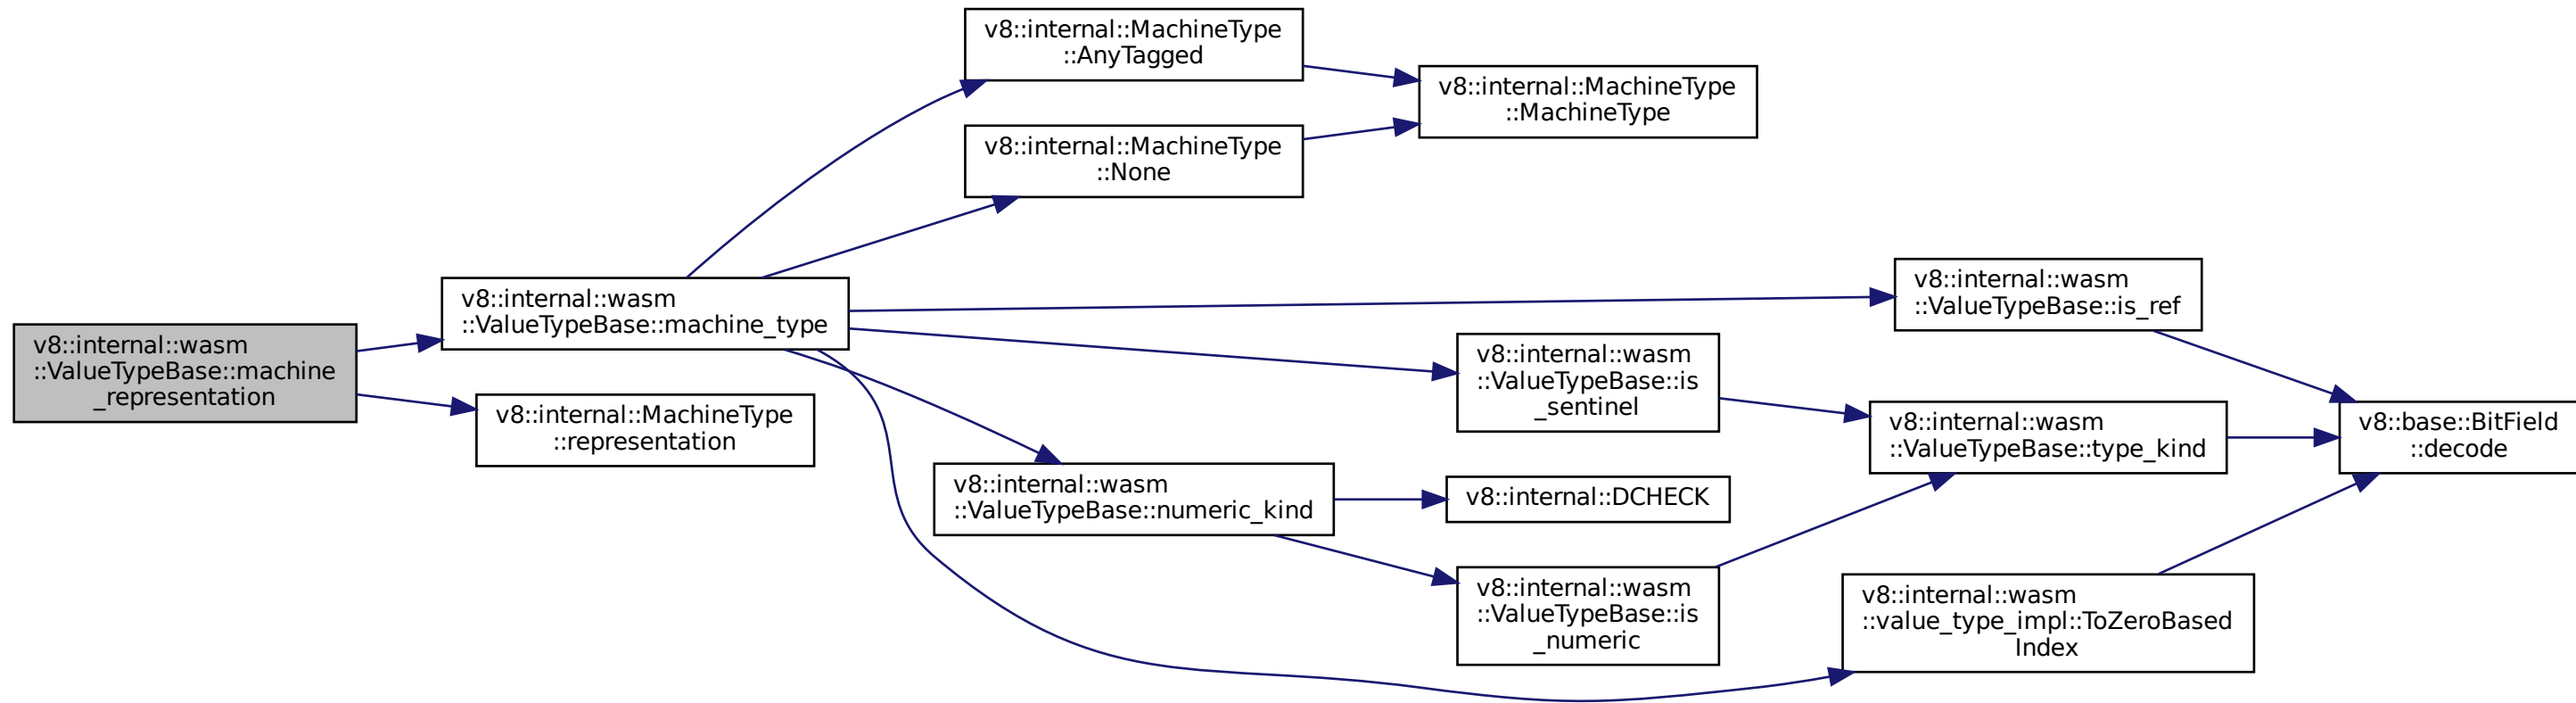 v8::internal::wasm
::ValueTypeBase::machine
_representation
v8::internal::wasm
::ValueTypeBase::machine_type
v8::internal::MachineType
::representation
v8::internal::MachineType
::AnyTagged
v8::internal::MachineType
::None
v8::internal::MachineType
::MachineType
v8::internal::wasm
::ValueTypeBase::is_ref
v8::internal::wasm
::ValueTypeBase::is
_sentinel
v8::internal::wasm
::ValueTypeBase::numeric_kind
v8::internal::DCHECK
v8::internal::wasm
::ValueTypeBase::is
_numeric
v8::internal::wasm
::ValueTypeBase::type_kind
v8::internal::wasm
::value_type_impl::ToZeroBased
Index
v8::base::BitField
::decode